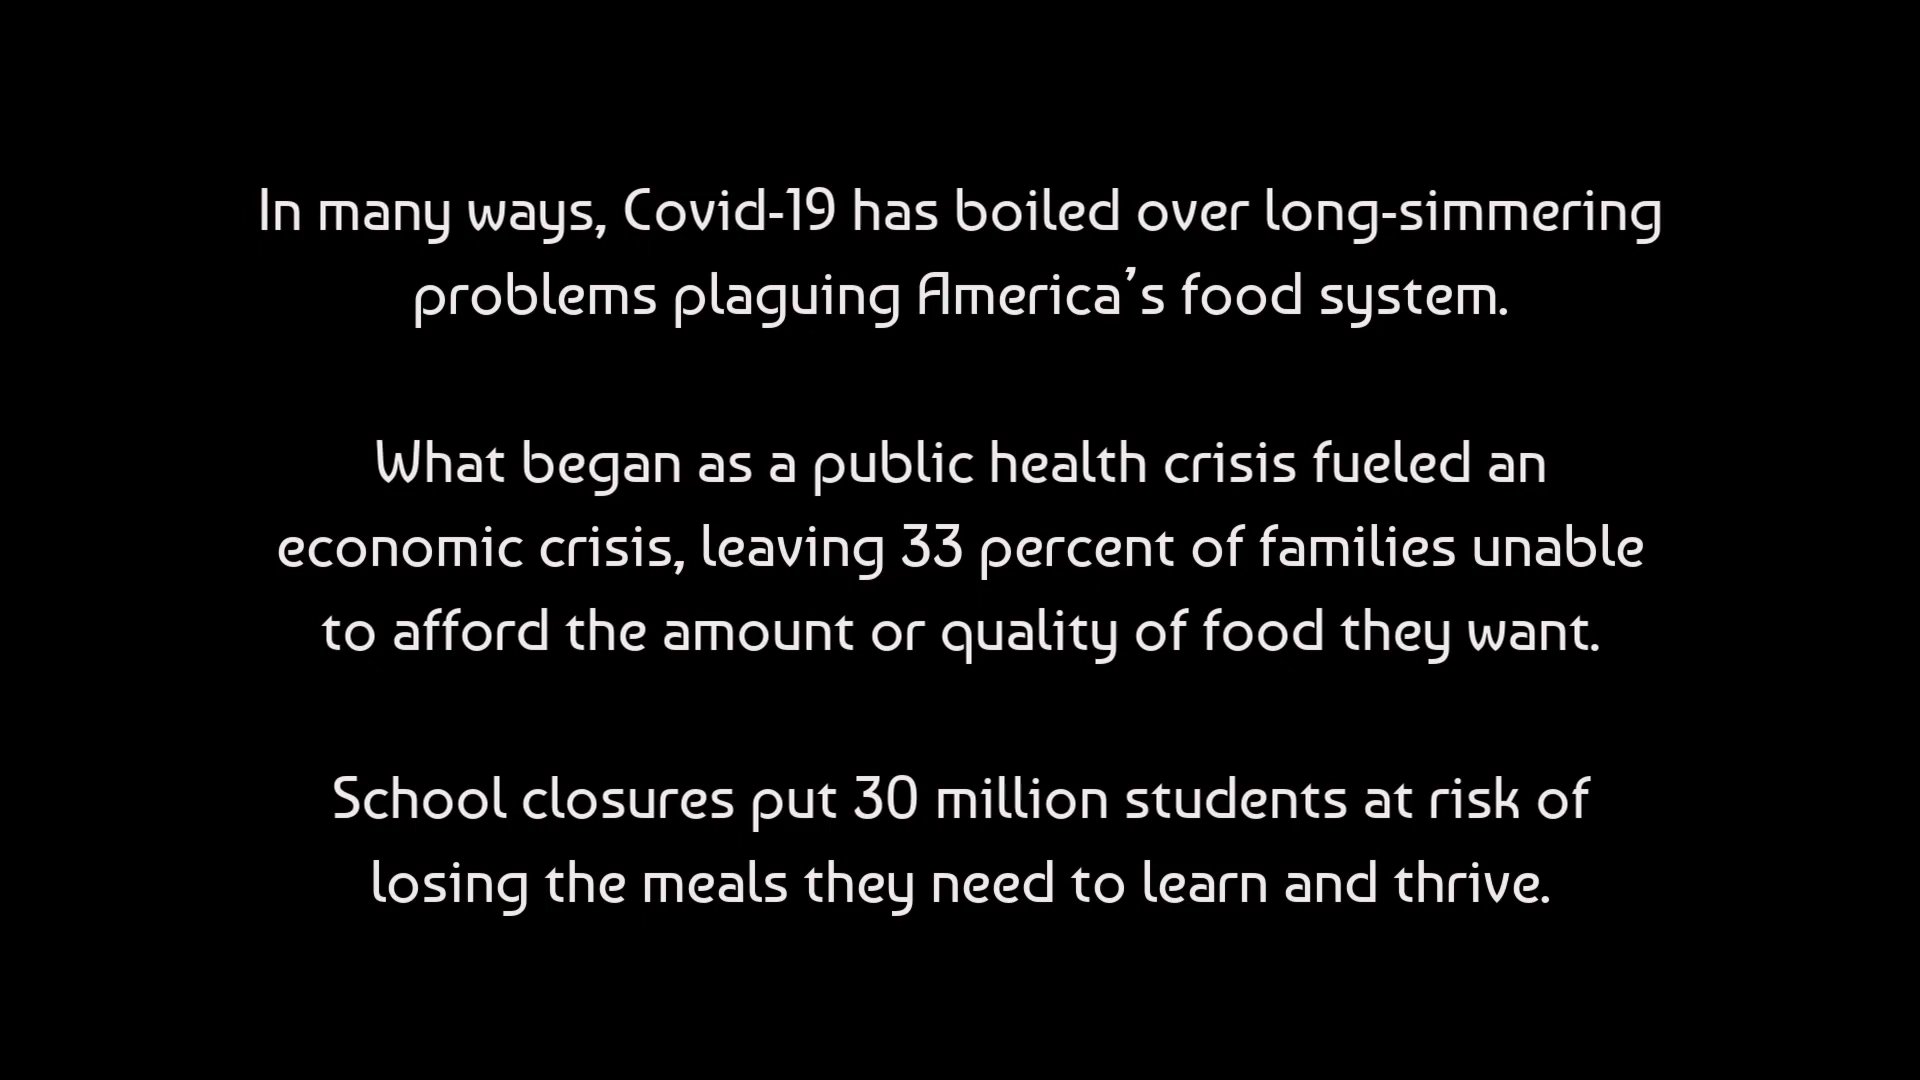 In many ways, Covid-19 has boiled over long-simmering
problems plaguing America’s food system.
What began as a public health crisis fueled an
economic crisis, leaving 33 percent of families unable
to afford the amount or quality of food they want.
School closures put 30 million students at risk of
losing the meals they need to learn and thrive.